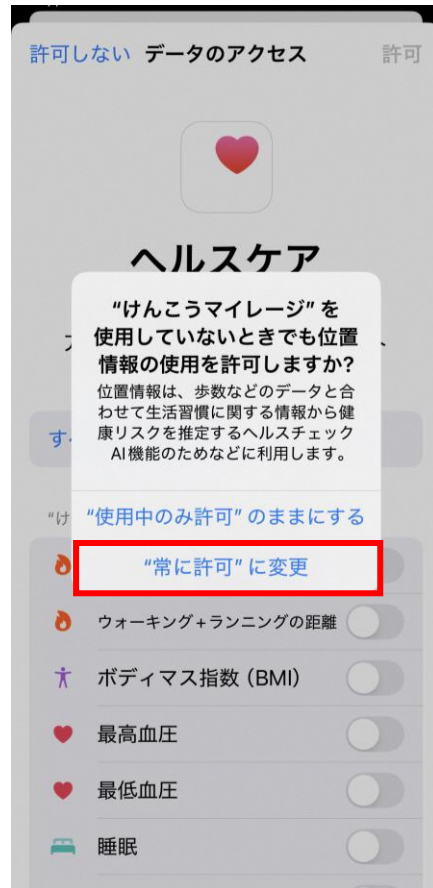 許可しない データのアクセス 許可
ヘルスケア
“けんこうマイレージ” を
使用していないときでも位置
情報の使用を許可しますか?
位置情報は、歩数などのデータと合
わせて生活習慣に関する情報から健
康リスクを推定するヘルスチェック
AI機能のためなどに利用します。
す
“け
“使用中のみ許可” のままにする
“常に許可” に変更
ウォーキング+ランニングの距離
ボディマス指数 (BMI)
最高血圧
最低血圧
睡眠